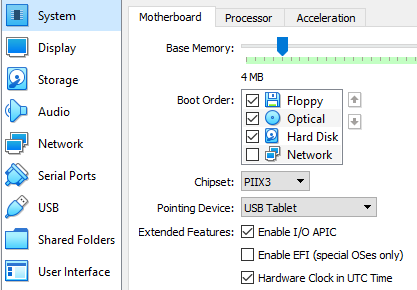 System
Display
Storage
Audio
Network
Serial Ports
USB
Shared Folders
User Interface
Motherboard Processor Acceleration
Base Memory:
4 MB
Boot Order: Floppy
Optical
Hard Disk
Network
Chipset: PIIX3
Pointing Device: USB Tablet
Extended Features: Enable I/O APIC
Enable EFI (special OSes only)
Hardware Clock in UTC Time